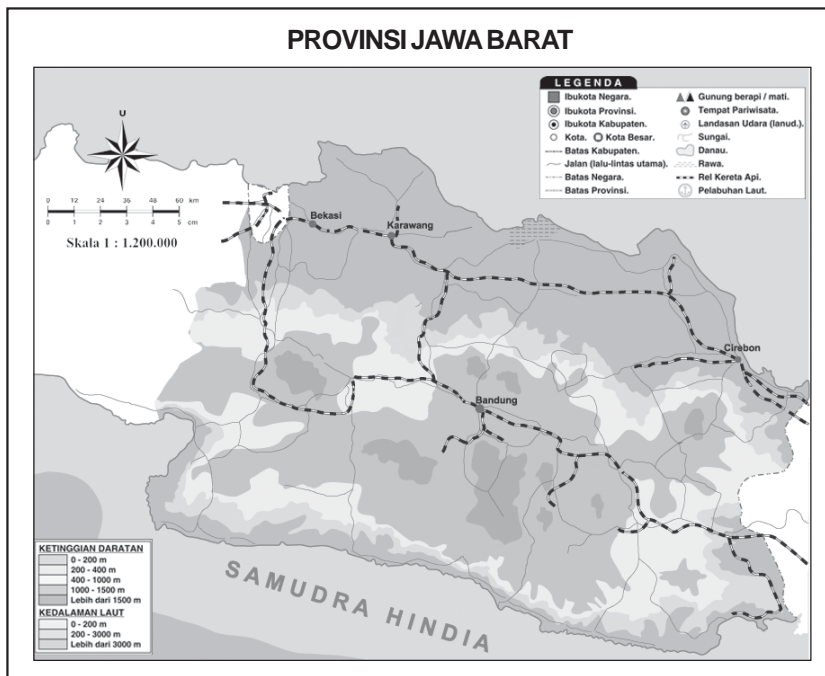 PROVINSI JAWA BARAT
LEGENDA
Ibukota Negara.
Ibukota Provinsi.
Ibukota Kabupaten.
Kota. Kota Besar.
Batas Kabupaten.
Jalan (lalu-lintas utama).
Batas Negara.
Batas Provinsi.
Gunung berapi / mati.
Tempat Pariwisata.
Landasan Udara (lanud.).
Sungai.
Danau.
Rawa.
Rel Kereta Api.
Pelabuhan Laut.
U
0 12 24 36 48 60 km
0 1 2 3 4 5 cm
Skala 1 : 1.200.000
Bekasi
Karawang
Cirebon
Bandung
KETINGGIAN DARATAN
0 - 200 m
200 - 400 m
400 - 1000 m
1000 - 1500 m
Lebih dari 1500 m
KEDALAMAN LAUT
0 - 200 m
200 - 3000 m
Lebih dari 3000 m
SAMUDRA HINDIA